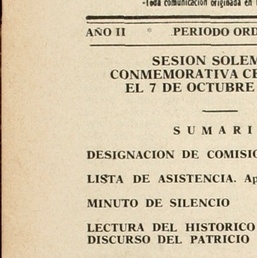 -Toda comunicación originada en
AÑO II PERIODO ORD
SESION SOLEM
CONMEMORATIVA CE
EL 7 DE OCTUBRE
SUMARI
DESIGNACION DE COMISIO
LISTA DE ASISTENCIA. Ap
MINUTO DE SILENCIO
LECTURA DEL HISTORICO
DISCURSO DEL PATRICIO